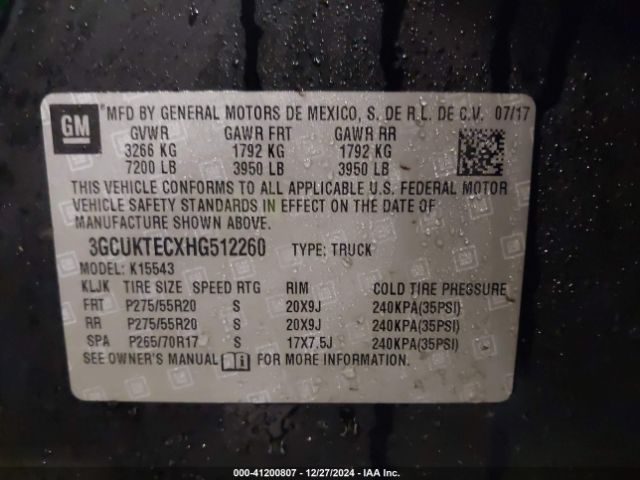 GM
MFD BY GENERAL MOTORS DE MEXICO, S. DE R.L. DE C.V. 07/17
GVWR GAWR FRT GAWR RR
3266 KG 1792 KG 1792 KG
7200 LB 3950 LB 3950 LB
THIS VEHICLE CONFORMS TO ALL APPLICABLE U.S. FEDERAL MOTOR
VEHICLE SAFETY STANDARDS IN EFFECT ON THE DATE OF
MANUFACTURE SHOWN ABOVE.
3GCUKTECXHG512260 TYPE: TRUCK
MODEL: K15543
KLJK TIRE SIZE SPEED RTG RIM COLD TIRE PRESSURE
FRT P275/55R20 S 20X9J 240KPA(35PSI)
RR P275/55R20 S 20X9J 240KPA(35PSI)
SPA P265/70R17 S 17X7.5J 240KPA(35PSI)
SEE OWNER'S MANUAL FOR MORE INFORMATION.
000-41200807 - 12/27/2024 - IAA Inc.